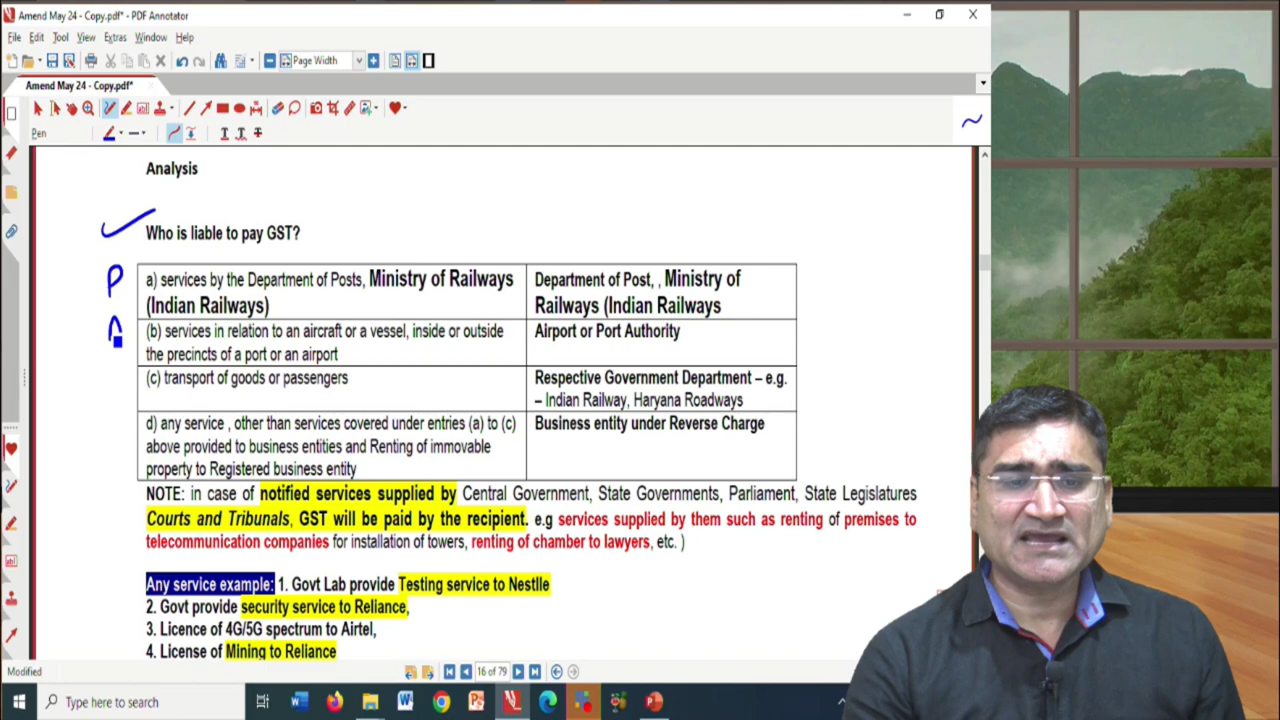 Amend May 24 - Copy.pdf* - PDF Annotator
File Edit Tool View Extras Window Help
Page Width
Amend May 24 - Copy.pdf*
Pen
Analysis
Who is liable to pay GST?
P
a) services by the Department of Posts, Ministry of Railways (Indian Railways)
Department of Post, , Ministry of Railways (Indian Railways
(b) services in relation to an aircraft or a vessel, inside or outside the precincts of a port or an airport
Airport or Port Authority
(c) transport of goods or passengers
Respective Government Department – e.g. – Indian Railway, Haryana Roadways
d) any service , other than services covered under entries (a) to (c) above provided to business entities and Renting of immovable property to Registered business entity
Business entity under Reverse Charge
NOTE: in case of notified services supplied by Central Government, State Governments, Parliament, State Legislatures
Courts and Tribunals, GST will be paid by the recipient. e.g services supplied by them such as renting of premises to
telecommunication companies for installation of towers, renting of chamber to lawyers, etc. )
Any service example: 1. Govt Lab provide Testing service to Nestlle
2. Govt provide security service to Reliance,
3. Licence of 4G/5G spectrum to Airtel,
4. License of Mining to Reliance
Modified
16 of 79
Type here to search